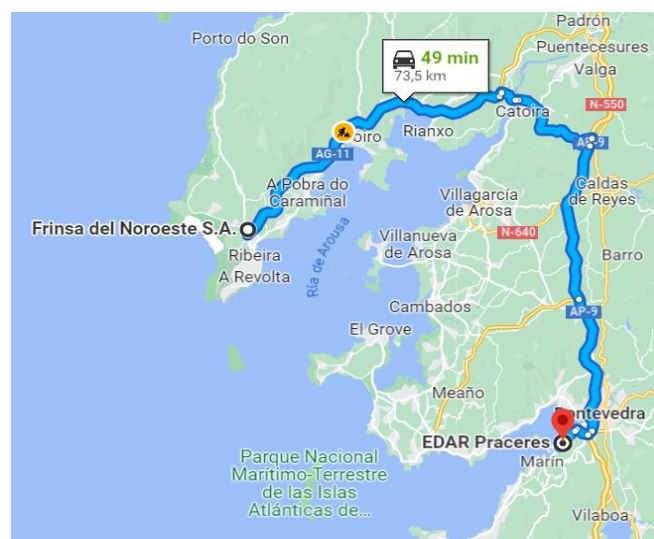 Padrón
Porto do Son
Puentecesures
Valga
49 min
73,5 km
N-550
Catoira
Rianxo
oiro
AG-11
AP-9
A Pobra do
Caramiñal
Caldas
de Reyes
Villagarcía
de Arosa
Frinsa del Noroeste S.A.
N-640
Villanueva
de Arosa
Ribeira
Barro
A Revolta
Ría de Arousa
Cambados
AP-9
El Grove
Meaño
Pontevedra
EDAR Praceres
Marín
Parque Nacional
Marítimo-Terrestre
de las Islas
Atlánticas de...
Vilaboa